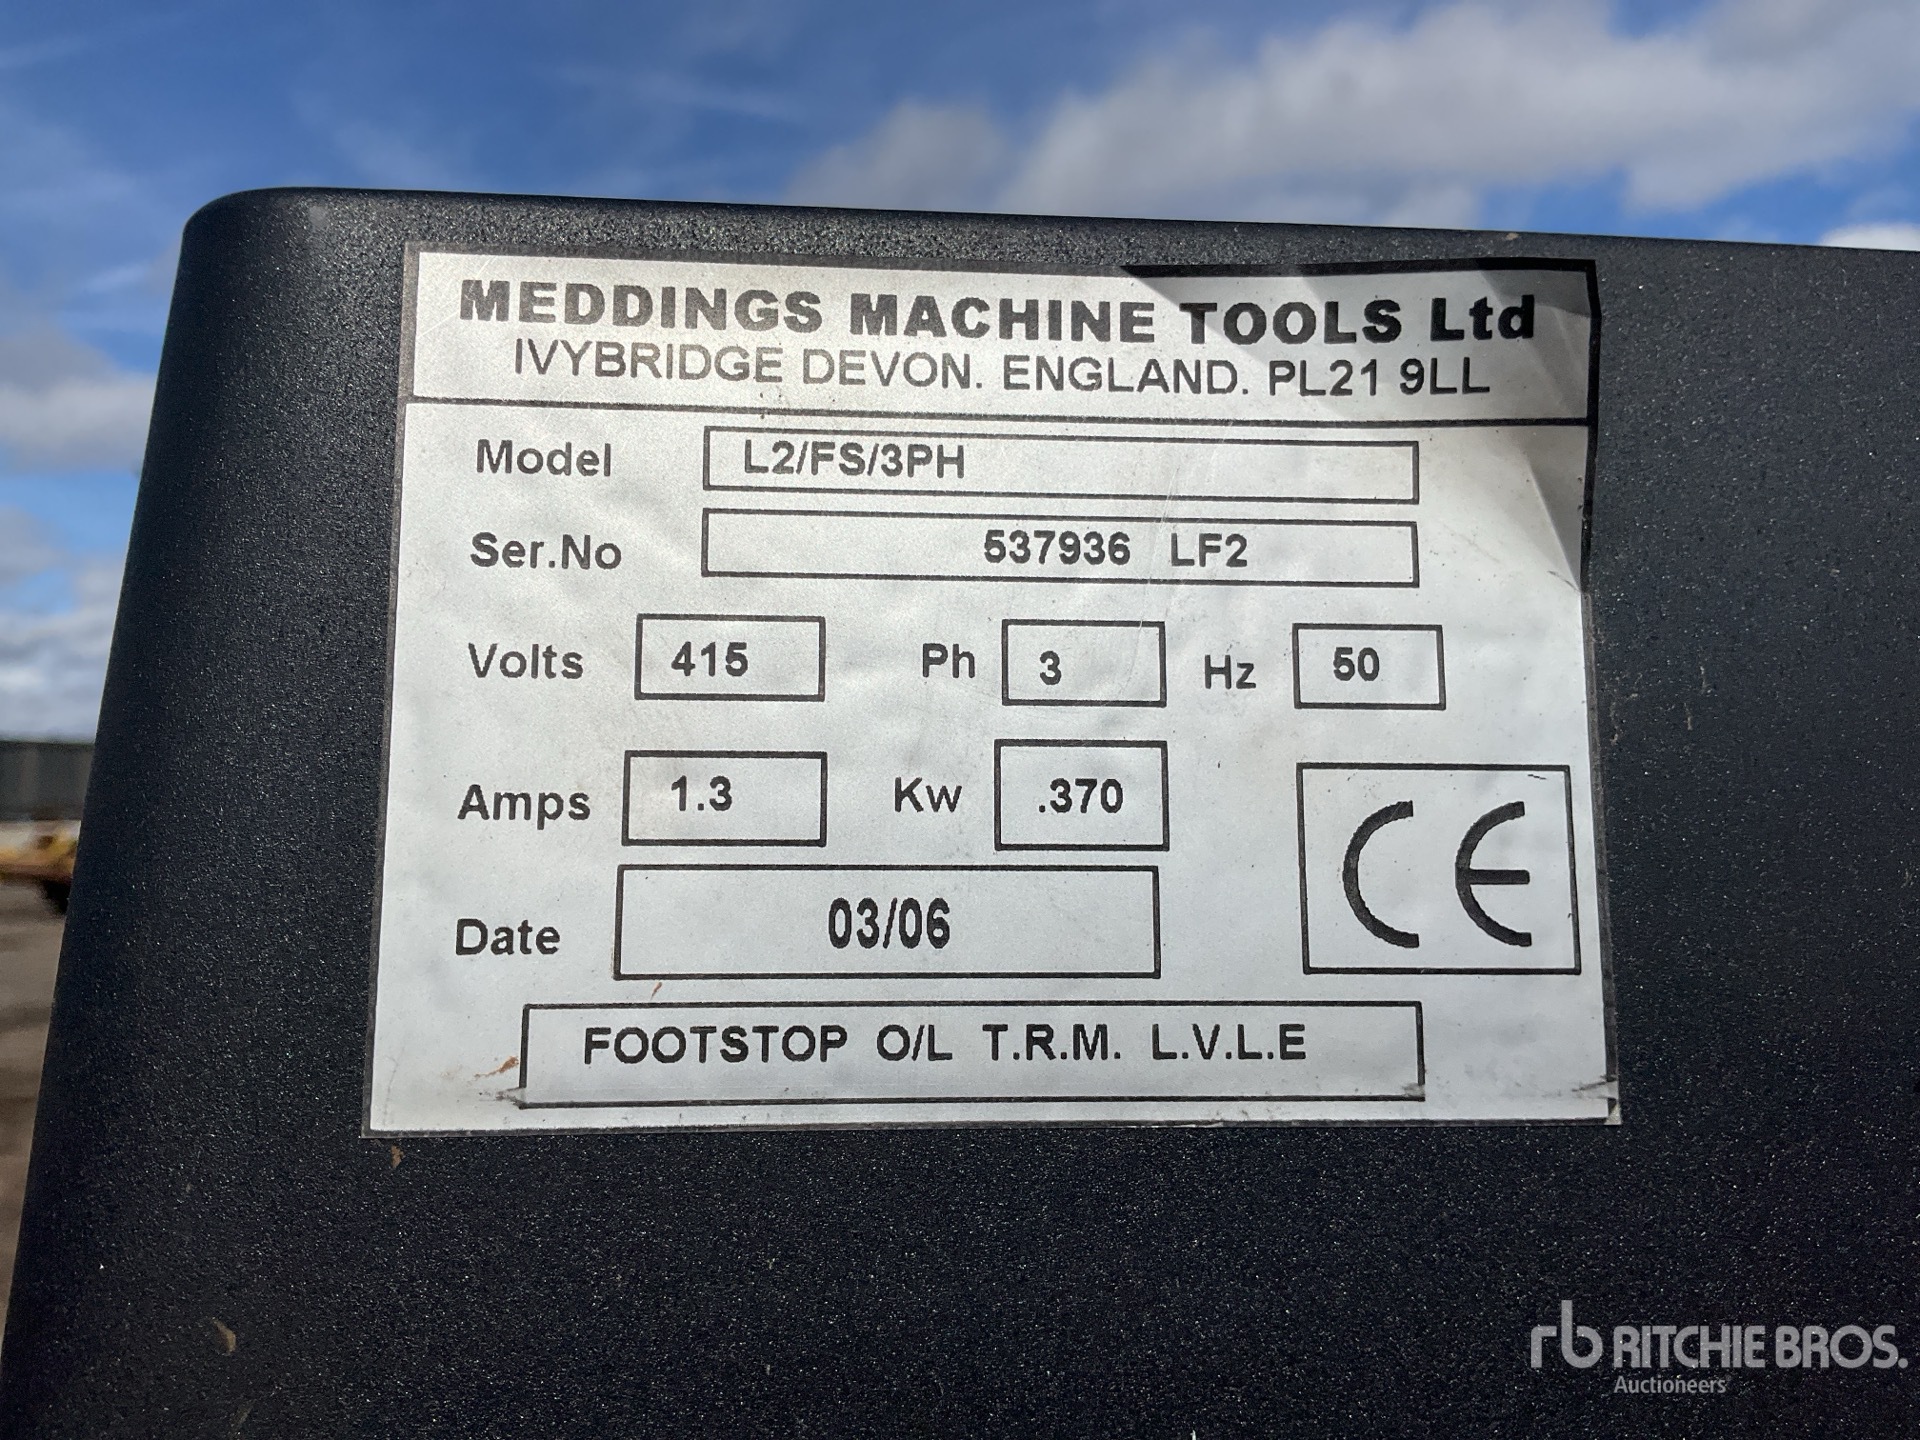 MEDDINGS MACHINE TOOLS Ltd
IVYBRIDGE DEVON. ENGLAND. PL21 9LL
Model L2/FS/3PH
Ser.No 537936 LF2
Volts 415 Ph 3 Hz 50
Amps 1.3 Kw .370
CE
Date 03/06
FOOTSTOP O/L T.R.M. L.V.L.E
rb RITCHIE BROS.
Auctioneers